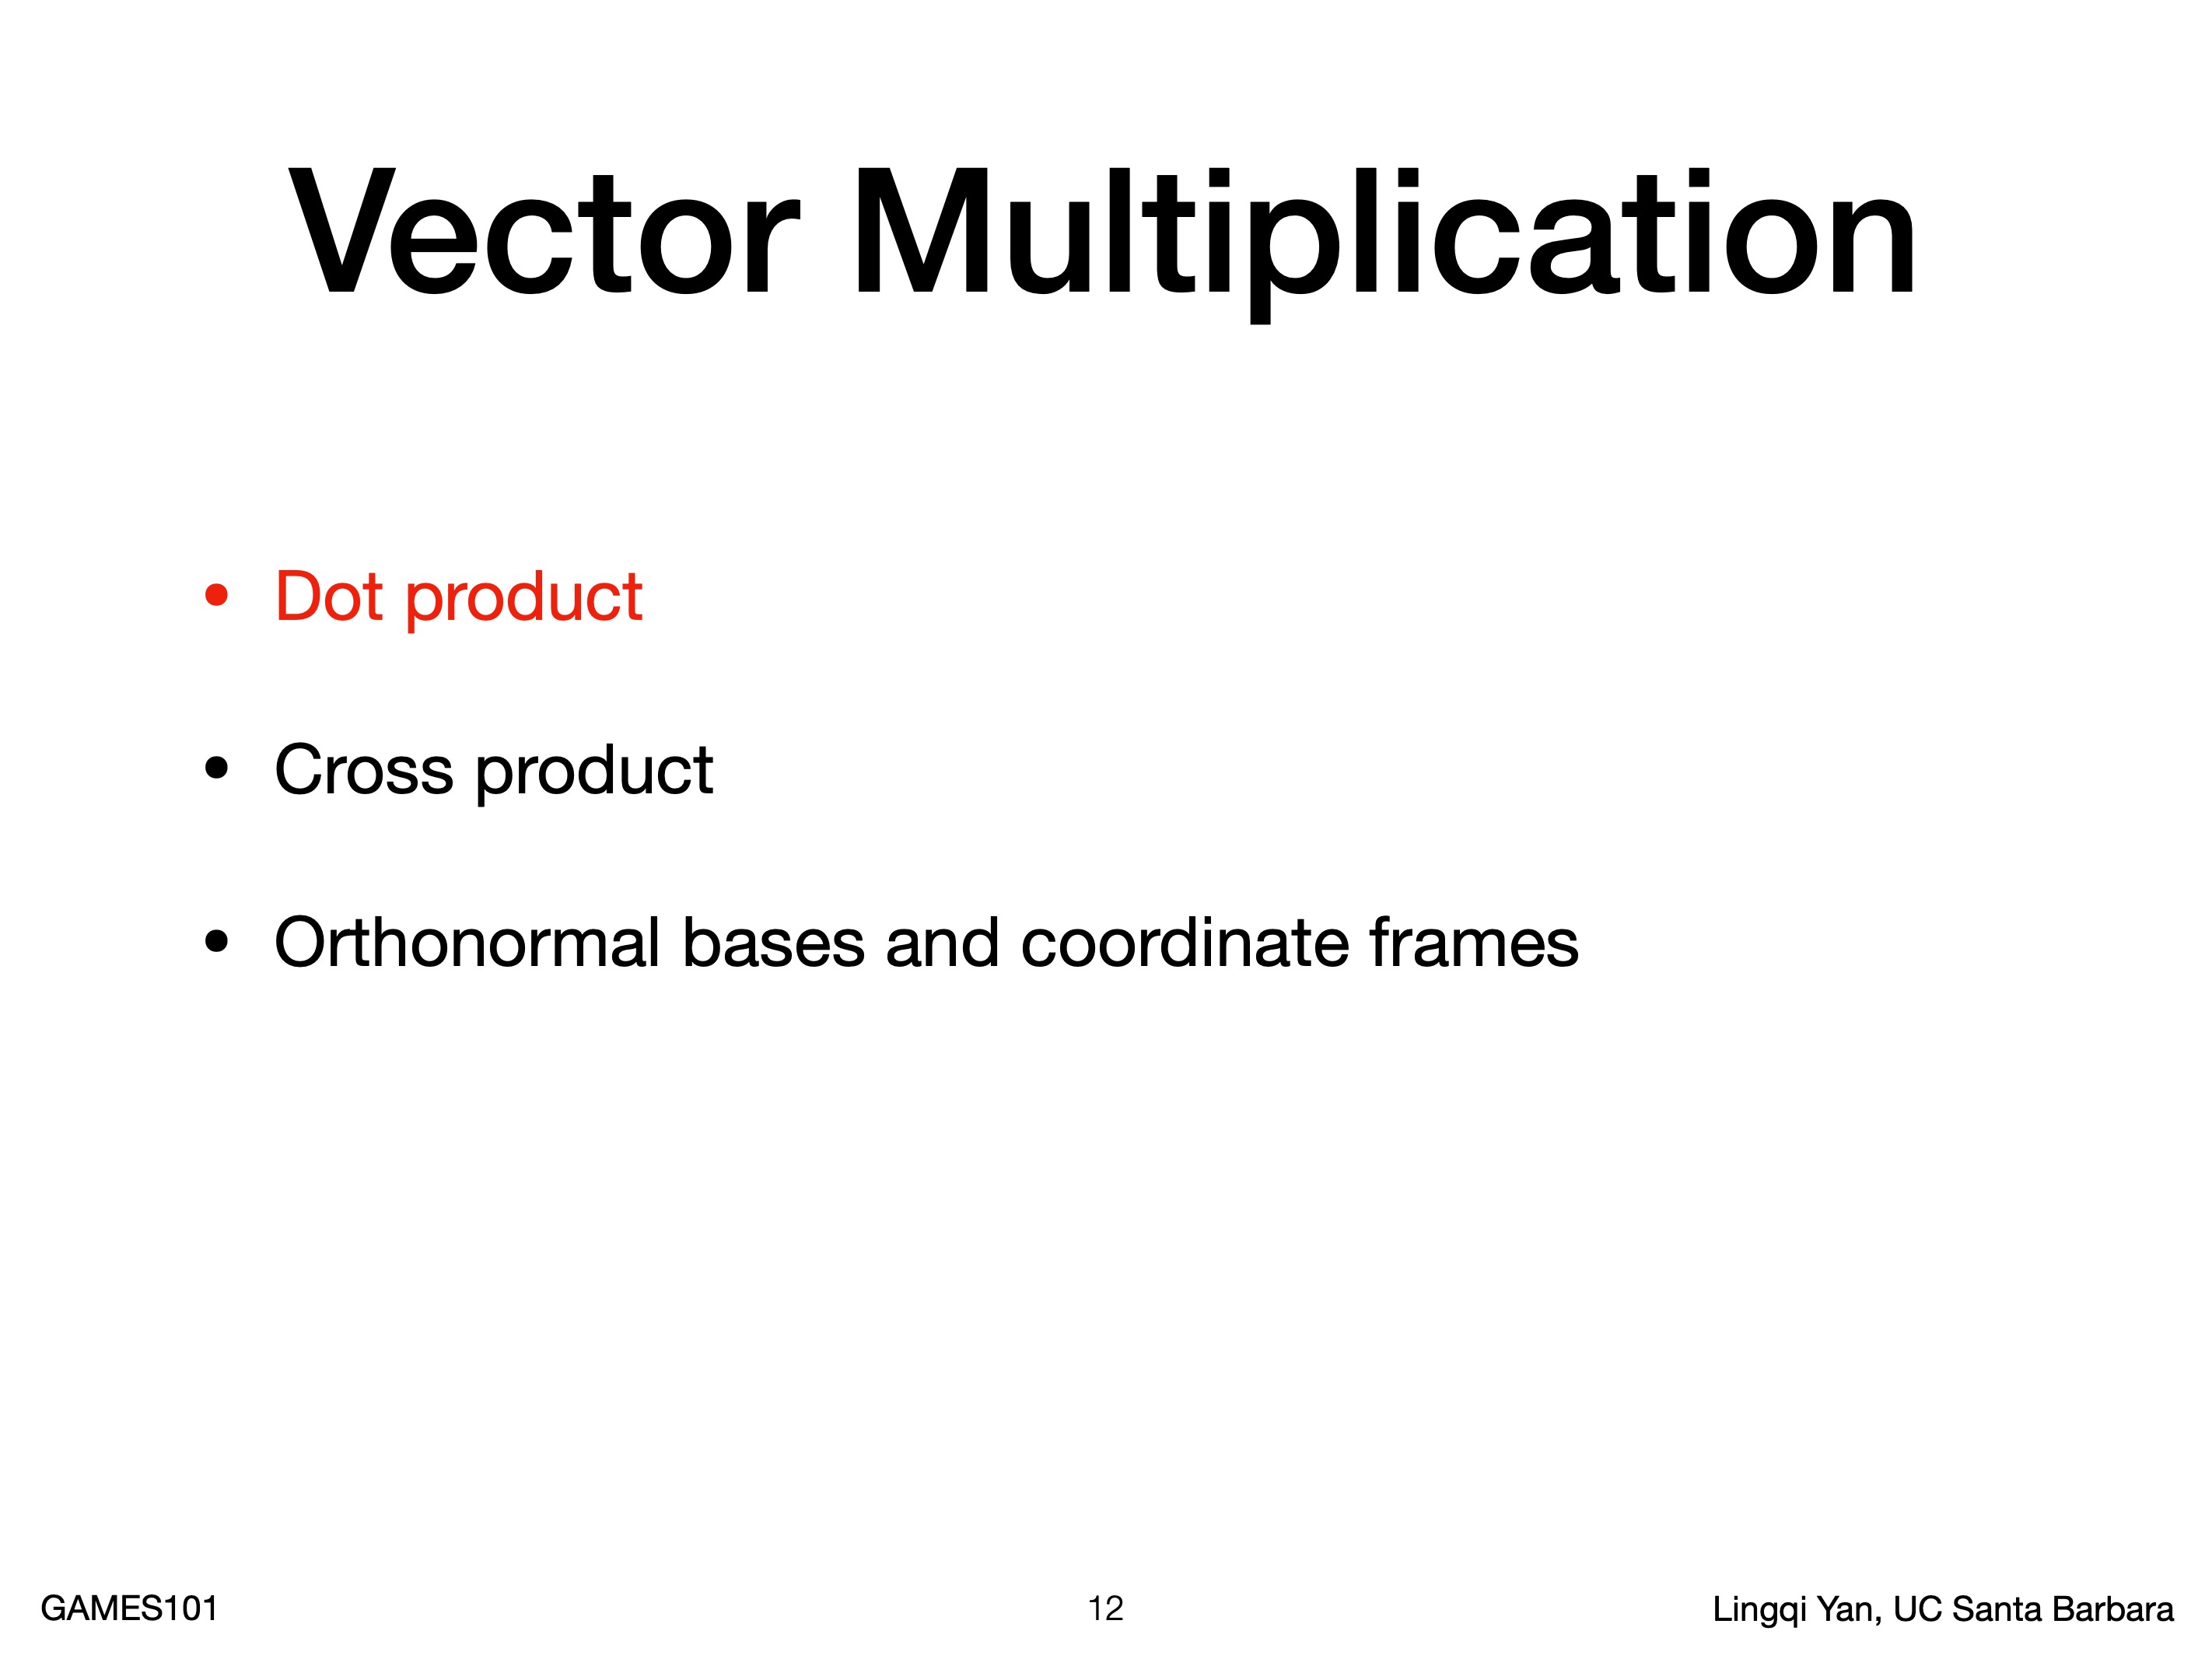 Vector Multiplication
• Dot product
• Cross product
• Orthonormal bases and coordinate frames
GAMES101
12
Lingqi Yan, UC Santa Barbara